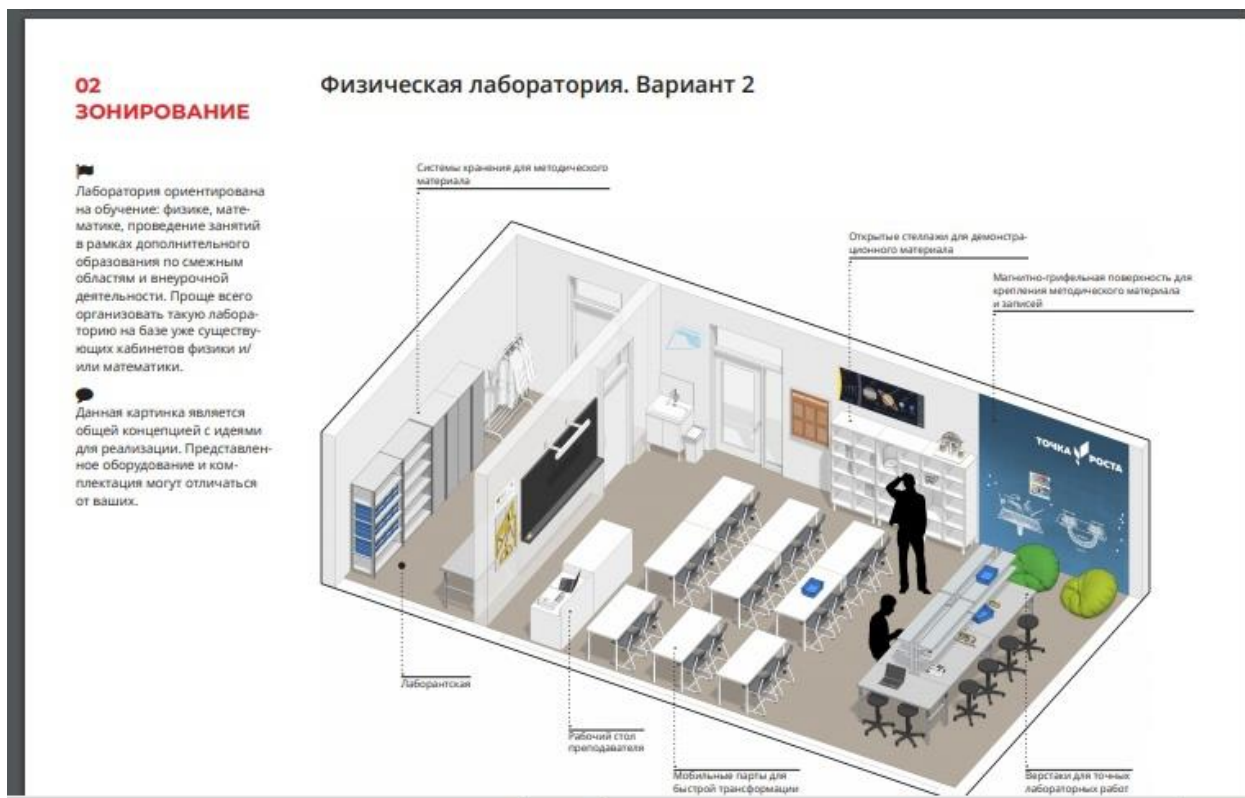 02
ЗОНИРОВАНИЕ
Физическая лаборатория. Вариант 2
Лаборатория ориентирована
на обучение: физике, мате-
матике, проведение занятий
в рамках дополнительного
образования по смежным
областям и внеурочной
деятельности. Проще всего
организовать такую лабора-
торию на базе уже существу-
ющих кабинетов физики и/
или математики.
Данная картинка является
общей концепцией с идеями
для реализации. Представлен-
ное оборудование и ком-
плектация могут отличаться
от ваших.
Системы хранения для методического
материала
Открытые стеллажи для демонстра-
ционного материала
Магнитно-грифельная поверхность для
крепления методического материала
и записей
ТОЧКА РОСТА
Лаборантская
Рабочий стол
преподавателя
Мобильные парты для
быстрой трансформации
Верстаки для точных
лабораторных работ